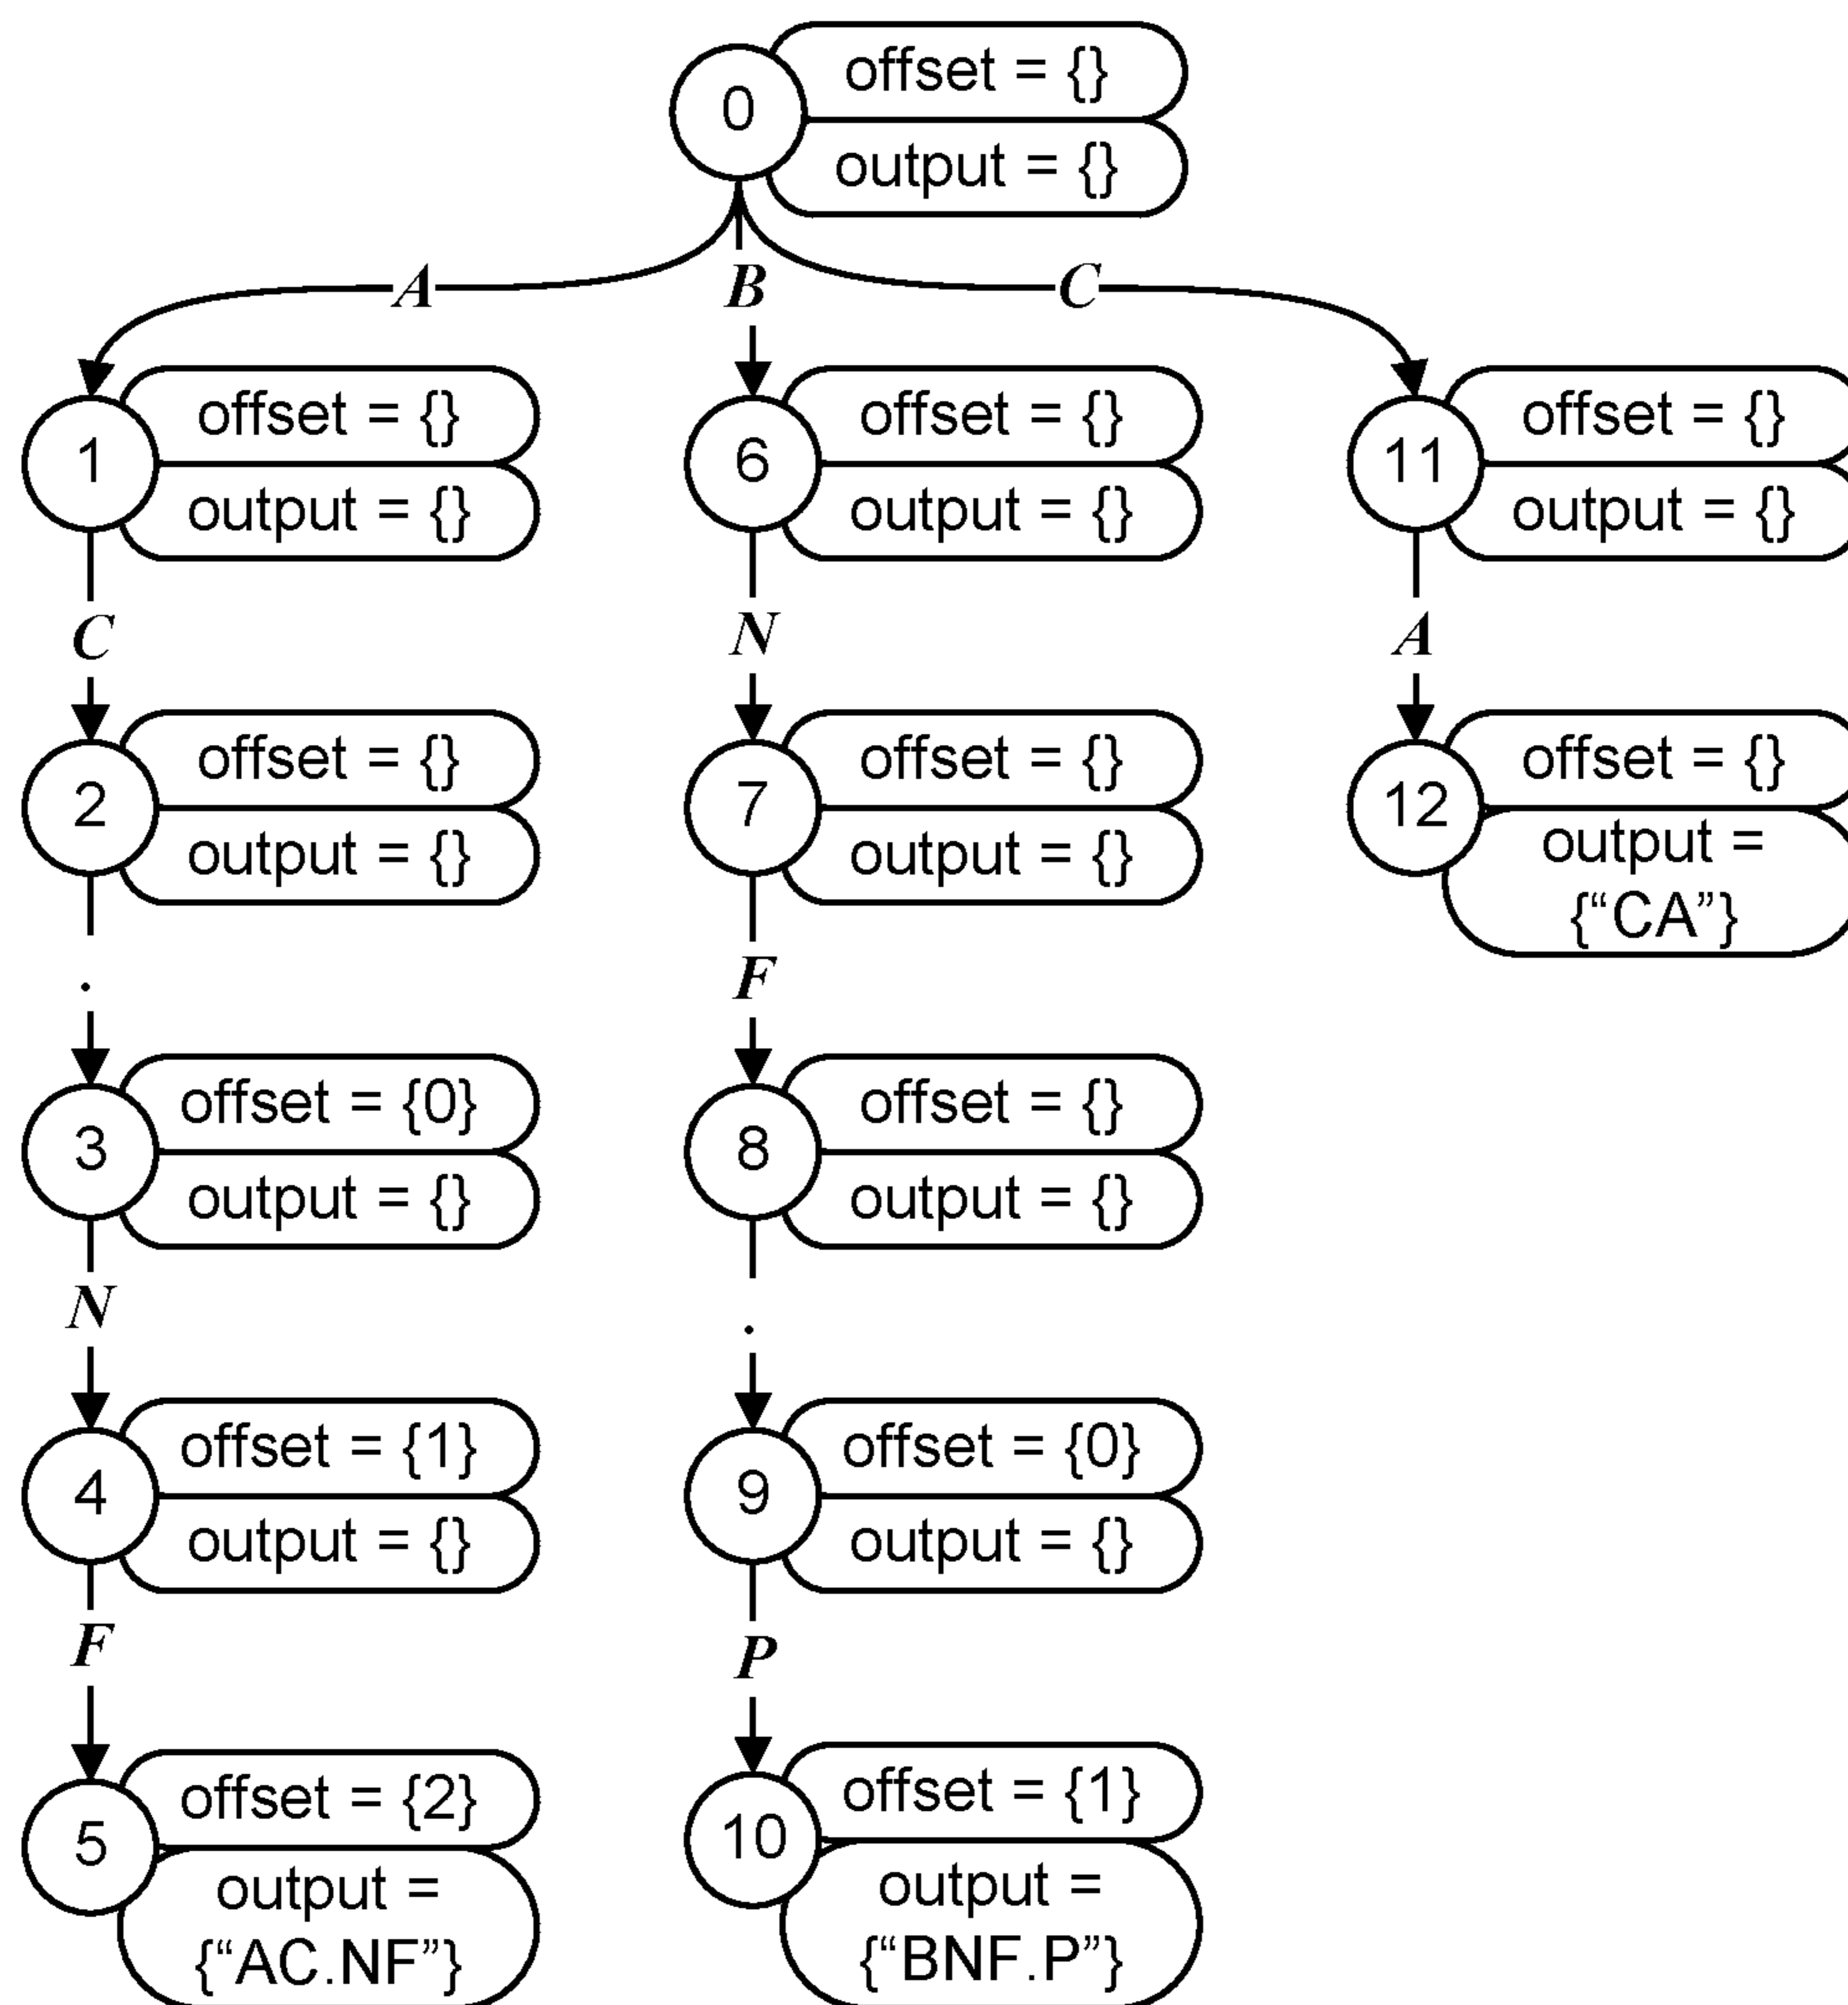 0
offset = {}
output = {}
A
B
C
1
offset = {}
output = {}
6
offset = {}
output = {}
11
offset = {}
output = {}
C
N
A
2
offset = {}
output = {}
7
offset = {}
output = {}
12
offset = {}
output =
{“CA”}
.
F
3
offset = {0}
output = {}
8
offset = {}
output = {}
N
.
4
offset = {1}
output = {}
9
offset = {0}
output = {}
F
P
5
offset = {2}
output =
{“AC.NF”}
10
offset = {1}
output =
{“BNF.P”}